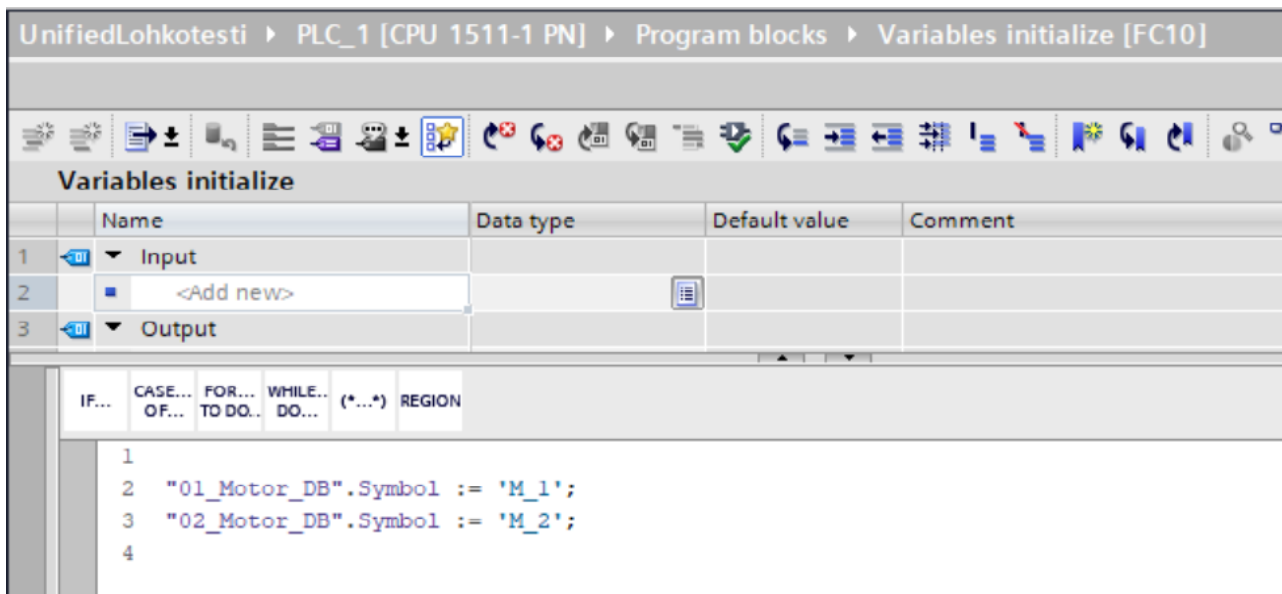 UnifiedLohkotesti ▸ PLC_1 [CPU 1511-1 PN] ▸ Program blocks ▸ Variables initialize [FC10]
Variables initialize
Name Data type Default value Comment
1 Input
2 <Add new>
3 Output
IF... CASE... OF... FOR... TO DO... WHILE.. DO... (*...*) REGION
1
2 "01_Motor_DB".Symbol := 'M_1';
3 "02_Motor_DB".Symbol := 'M_2';
4